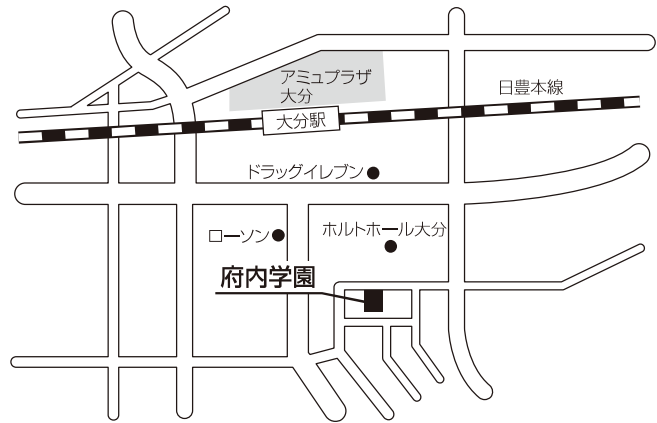 アミュプラザ
大分
日豊本線
大分駅
ドラッグイレブン
ローソン
ホルトホール大分
府内学園